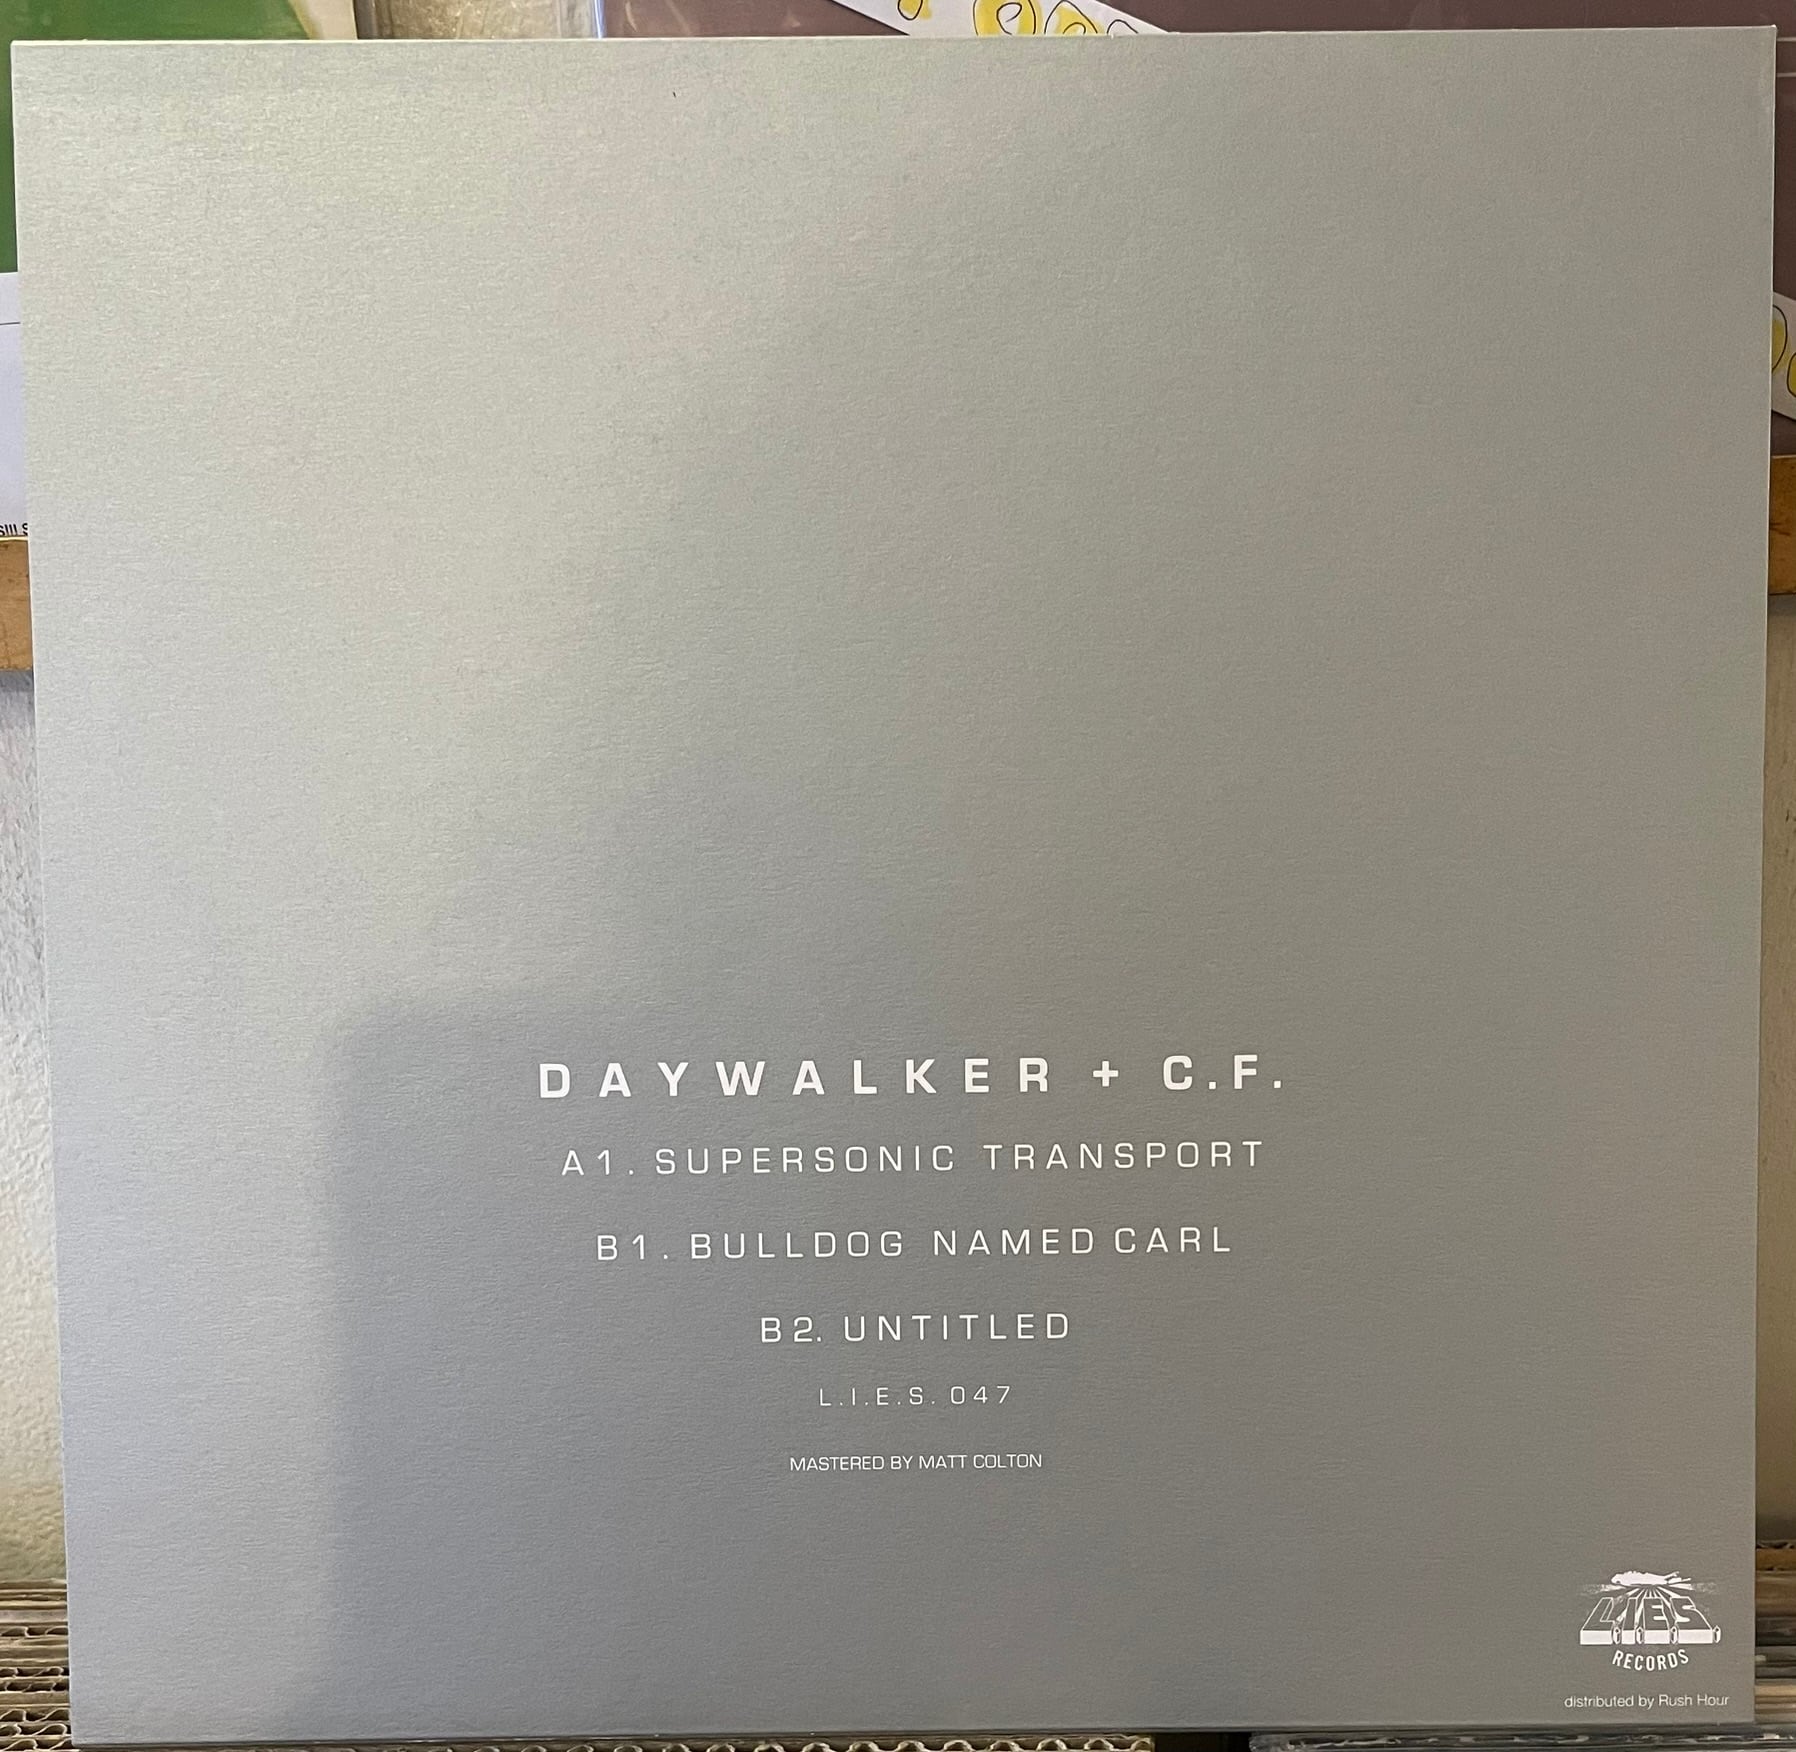 DAYWALKER + C.F.
A1. SUPERSONIC TRANSPORT
B1. BULLDOG NAMED CARL
B2. UNTITLED
L.I.E.S. 047
MASTERED BY MATT COLTON
L.I.E.S
RECORDS
distributed by Rush Hour